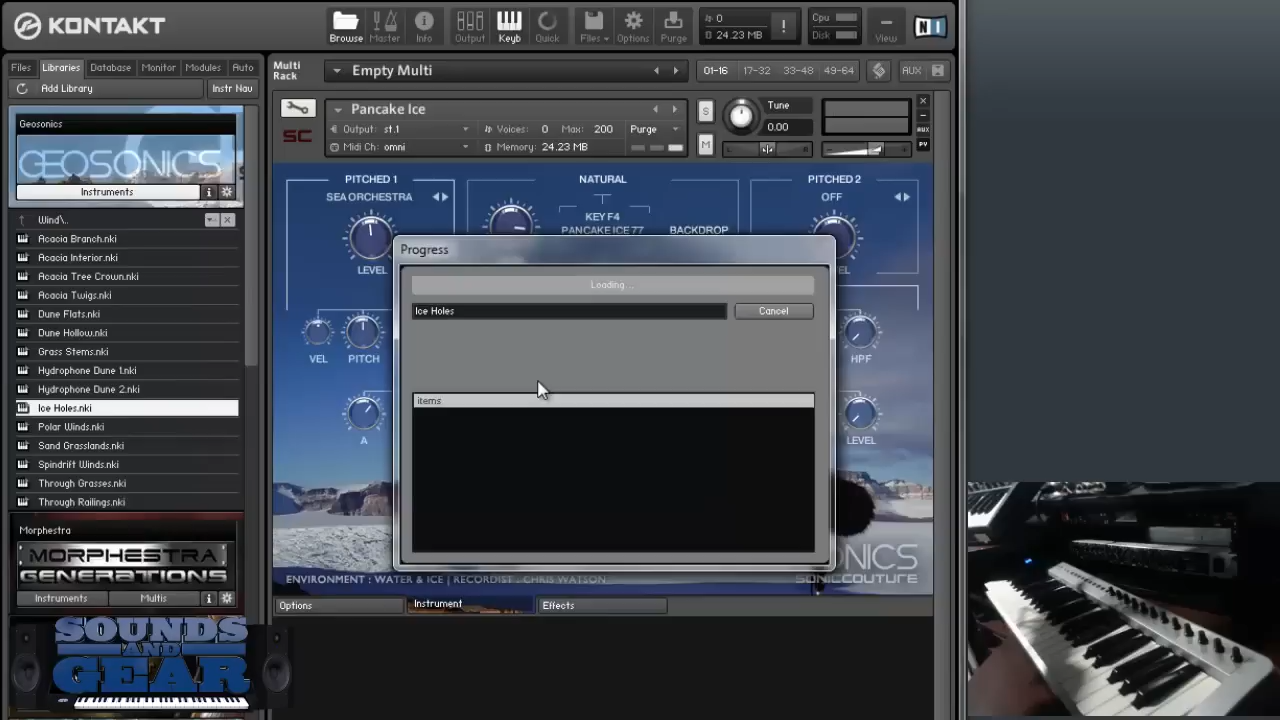 KONTAKT
Browse
Master
Info
Output
Keyb
Quick
Files
Options
Purge
0
24.23 MB
!
Cpu
Disk
View
NI
Files
Libraries
Database
Monitor
Modules
Auto
Add Library
Instr Nav
Multi
Rack
Empty Multi
01-16
17-32
33-48
49-64
AUX
Geosonics
GEOSONICS
Instruments
i
Wind\..
Acacia Branch.nki
Acacia Interior.nki
Acacia Tree Crown.nki
Acacia Twigs.nki
Dune Flats.nki
Dune Hollow.nki
Grass Stems.nki
Hydrophone Dune 1.nki
Hydrophone Dune 2.nki
Ice Holes.nki
Polar Winds.nki
Sand Grasslands.nki
Spindrift Winds.nki
Through Grasses.nki
Through Railings.nki
Morphestra
MORPHESTRA
GENERATIONS
Instruments
Multis
i
SOUNDS
AND
GEAR
SC
Pancake Ice
Output: st.1
Voices: 0 Max: 200
Purge
Midi Ch: omni
Memory: 24.23 MB
S
M
Tune
0.00
L
R
AUX
PV
PITCHED 1
SEA ORCHESTRA
LEVEL
VEL
PITCH
A
NATURAL
KEY F4
PANCAKE ICE 77
BACKDROP
PITCHED 2
OFF
EL
HPF
LEVEL
Progress
Loading...
Ice Holes
Cancel
items
ONICS
SONICCOUTURE
ENVIRONMENT : WATER & ICE | RECORDIST : CHRIS WATSON
Options
Instrument
Effects